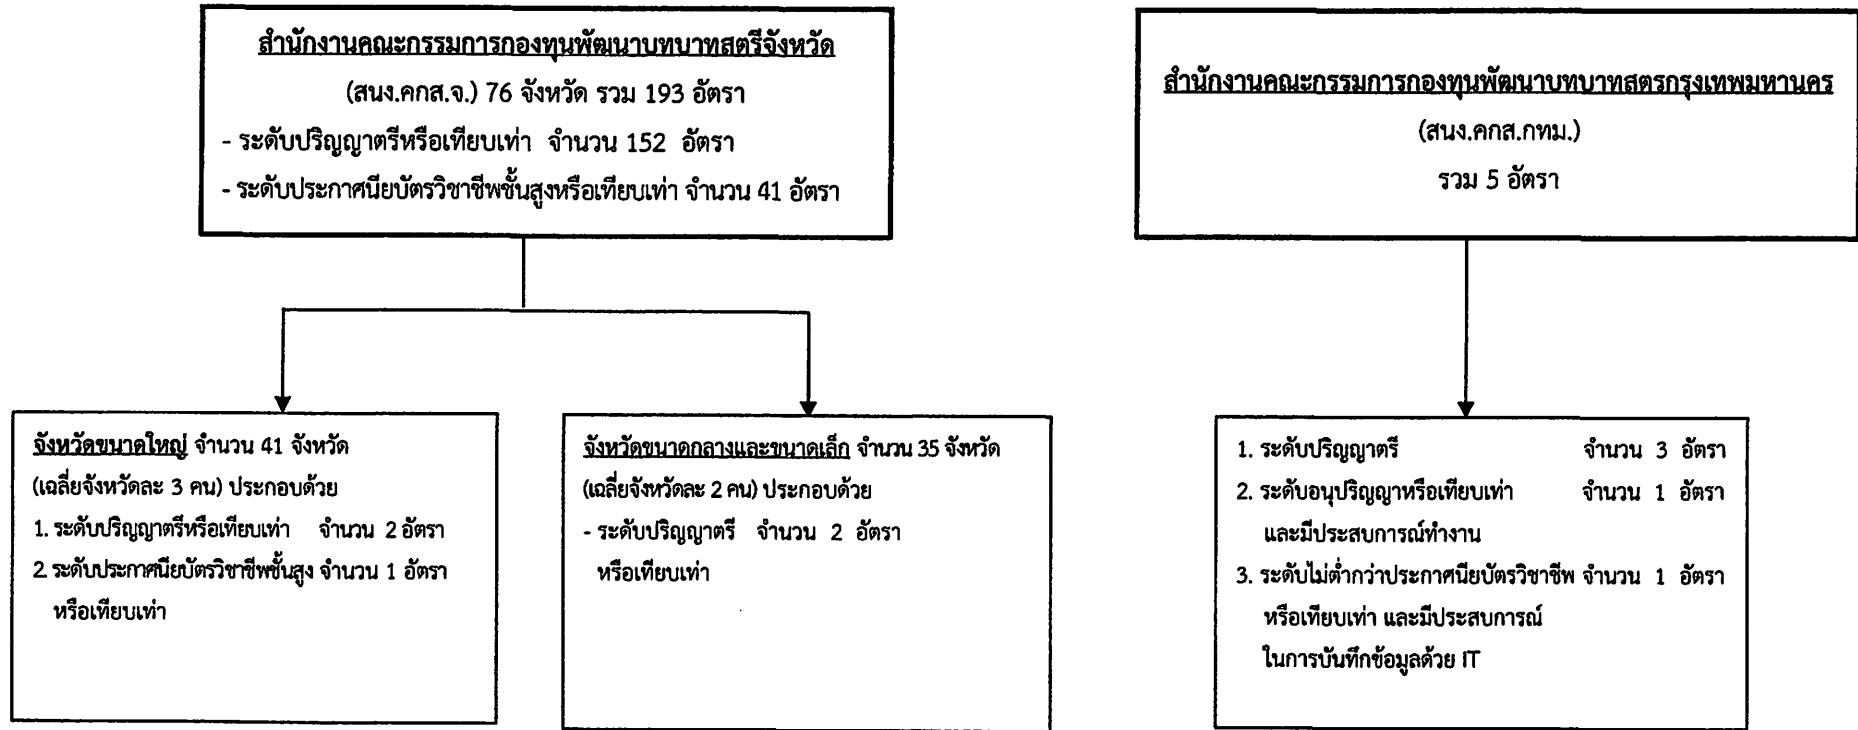 สำนักงานคณะกรรมการกองทุนพัฒนาบทบาทสตรีจังหวัด
(สนง.คกส.จ.) 76 จังหวัด รวม 193 อัตรา
- ระดับปริญญาตรีหรือเทียบเท่า จำนวน 152 อัตรา
- ระดับประกาศนียบัตรวิชาชีพชั้นสูงหรือเทียบเท่า จำนวน 41 อัตรา
สำนักงานคณะกรรมการกองทุนพัฒนาบทบาทสตรกรุงเทพมหานคร
(สนง.คกส.กทม.)
รวม 5 อัตรา
จังหวัดขนาดใหญ่ จำนวน 41 จังหวัด
(เฉลี่ยจังหวัดละ 3 คน) ประกอบด้วย
1. ระดับปริญญาตรีหรือเทียบเท่า จำนวน 2 อัตรา
2. ระดับประกาศนียบัตรวิชาชีพชั้นสูง จำนวน 1 อัตรา
หรือเทียบเท่า
จังหวัดขนาดกลางและขนาดเล็ก จำนวน 35 จังหวัด
(เฉลี่ยจังหวัดละ 2 คน) ประกอบด้วย
- ระดับปริญญาตรี จำนวน 2 อัตรา
หรือเทียบเท่า
1. ระดับปริญญาตรี จำนวน 3 อัตรา
2. ระดับอนุปริญญาหรือเทียบเท่า จำนวน 1 อัตรา
และมีประสบการณ์ทำงาน
3. ระดับไม่ต่ำกว่าประกาศนียบัตรวิชาชีพ จำนวน 1 อัตรา
หรือเทียบเท่า และมีประสบการณ์
ในการบันทึกข้อมูลด้วย IT